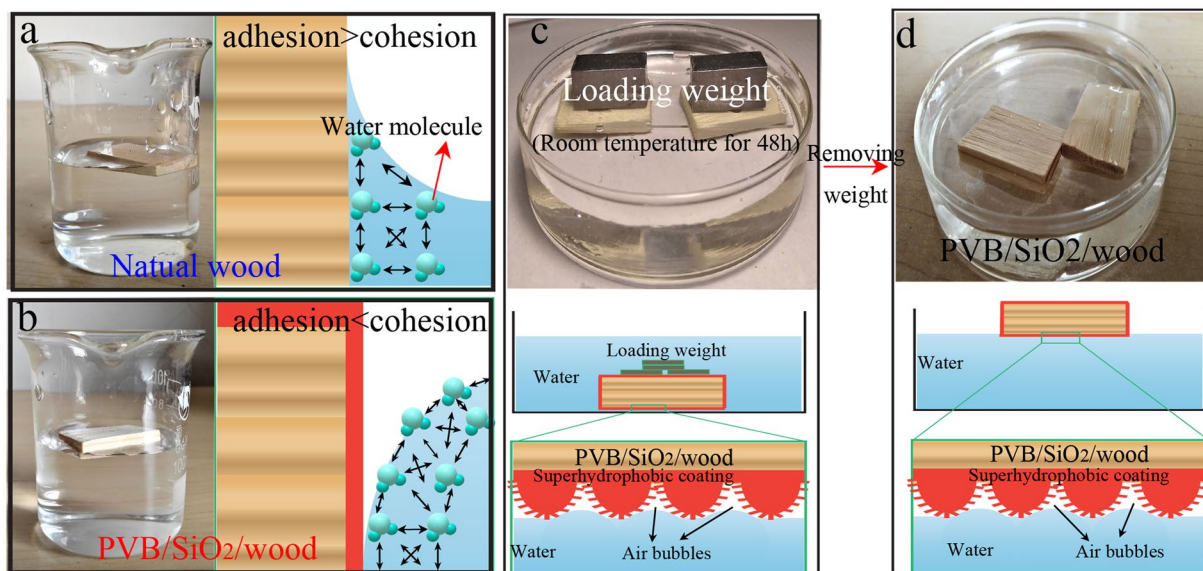 a
adhesion>cohesion
Water molecule
Natual wood
b
adhesion<cohesion
PVB/SiO2/wood
c
Loading weight
(Room temperature for 48h)
Removing
weight
Loading weight
Water
PVB/SiO2/wood
Superhydrophobic coating
Water
Air bubbles
d
PVB/SiO2/wood
Water
PVB/SiO2/wood
Superhydrophobic coating
Water
Air bubbles